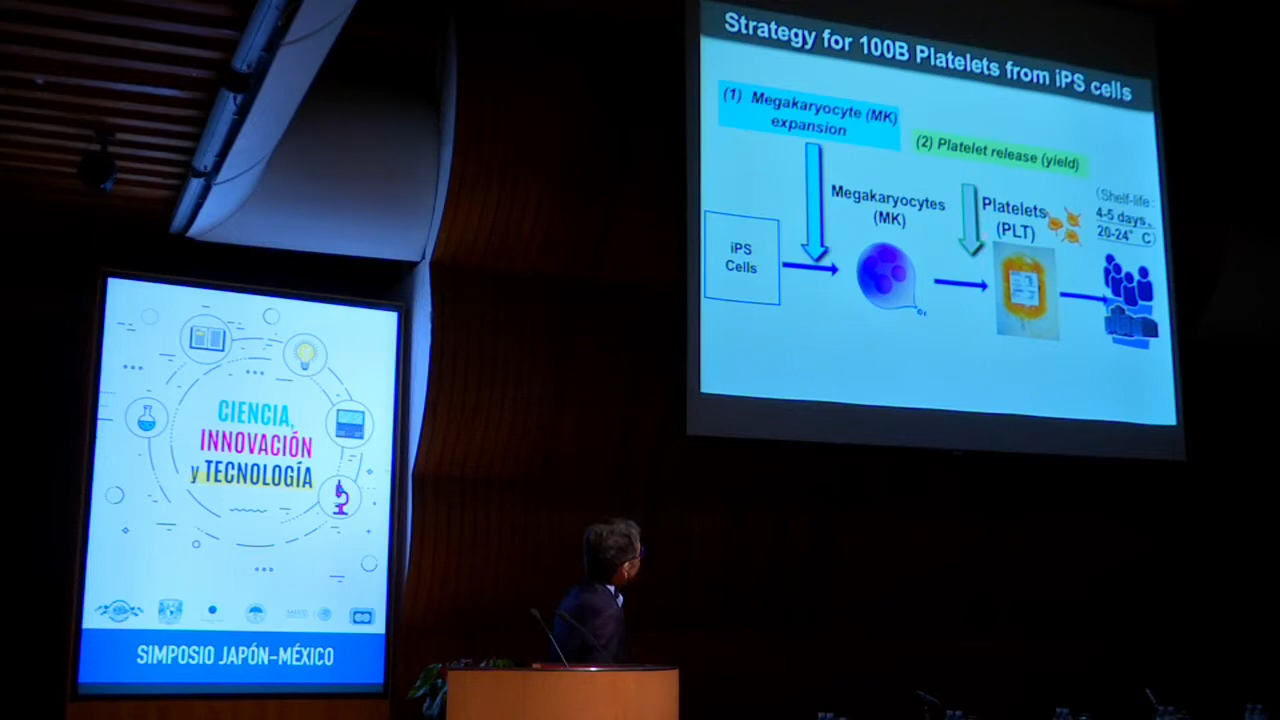 Strategy for 100B Platelets from iPS cells
(1) Megakaryocyte (MK)
expansion
(2) Platelet release (yield)
Megakaryocytes
(MK)
Platelets
(PLT)
(Shelf-life:
4-5 days,
20-24° C)
iPS
Cells
CIENCIA,
INNOVACIÓN
y TECNOLOGÍA
SALUD
SIMPOSIO JAPÓN-MÉXICO